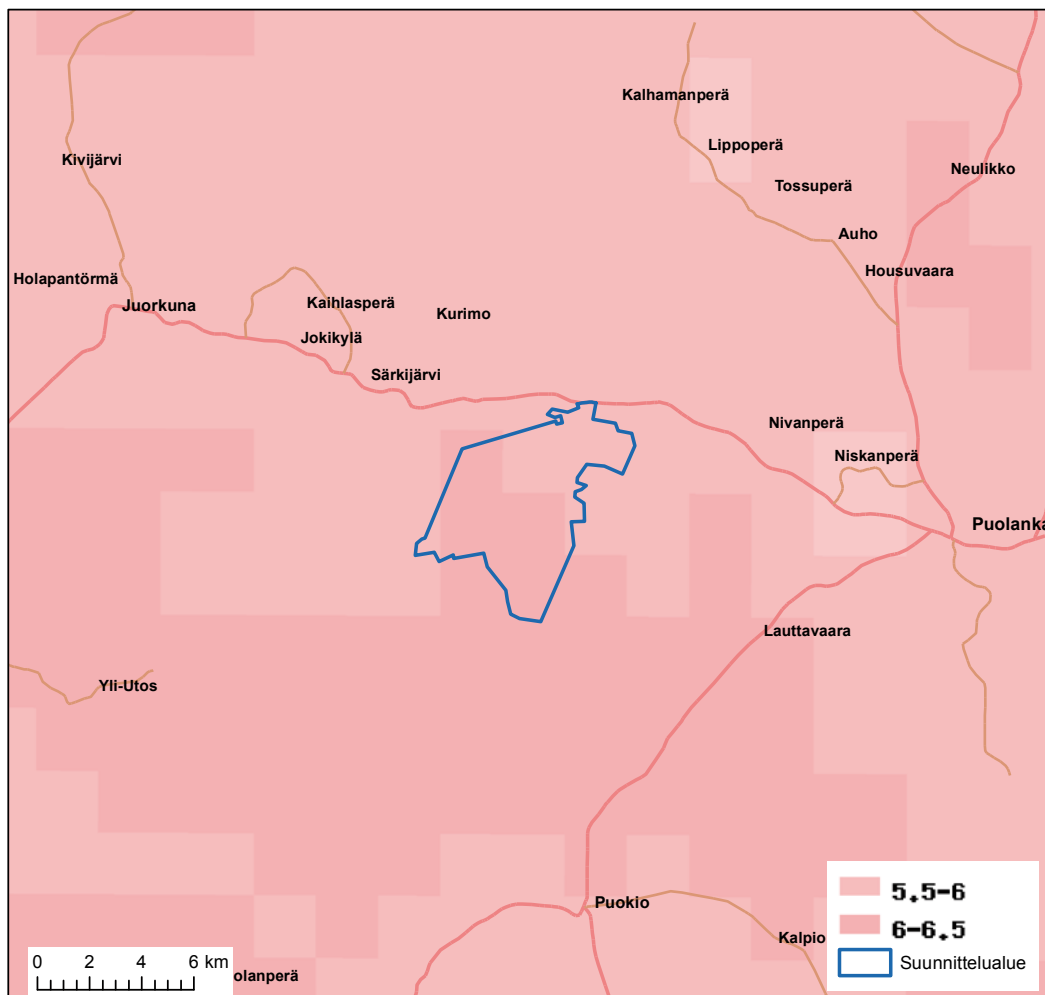 Kalhamanperä
Lippoperä
Kivijärvi
Neulikko
Tossuperä
Auho
Housuvaara
Holapantörmä
Kaihlasperä
Juorkuna
Kurimo
Jokikylä
Särkijärvi
Nivanperä
Niskanperä
Puolanka
Lauttavaara
Yli-Utos
5.5-6
Puokio
6-6.5
Kalpio
0 2 4 6 km
Suunnittelualue
olanperä